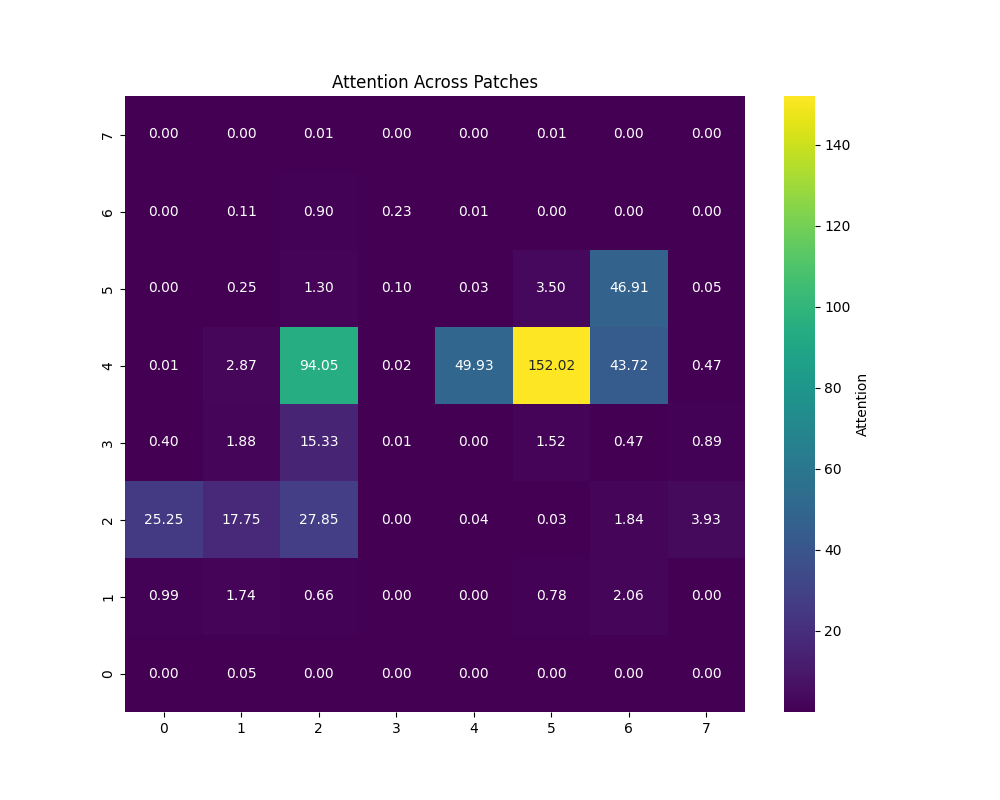 Attention Across Patches
7 0.00 0.00 0.01 0.00 0.00 0.01 0.00 0.00
6 0.00 0.11 0.90 0.23 0.01 0.00 0.00 0.00
5 0.00 0.25 1.30 0.10 0.03 3.50 46.91 0.05
4 0.01 2.87 94.05 0.02 49.93 152.02 43.72 0.47
3 0.40 1.88 15.33 0.01 0.00 1.52 0.47 0.89
2 25.25 17.75 27.85 0.00 0.04 0.03 1.84 3.93
1 0.99 1.74 0.66 0.00 0.00 0.78 2.06 0.00
0 0.00 0.05 0.00 0.00 0.00 0.00 0.00 0.00
0 1 2 3 4 5 6 7
140
120
100
80
60
40
20
Attention